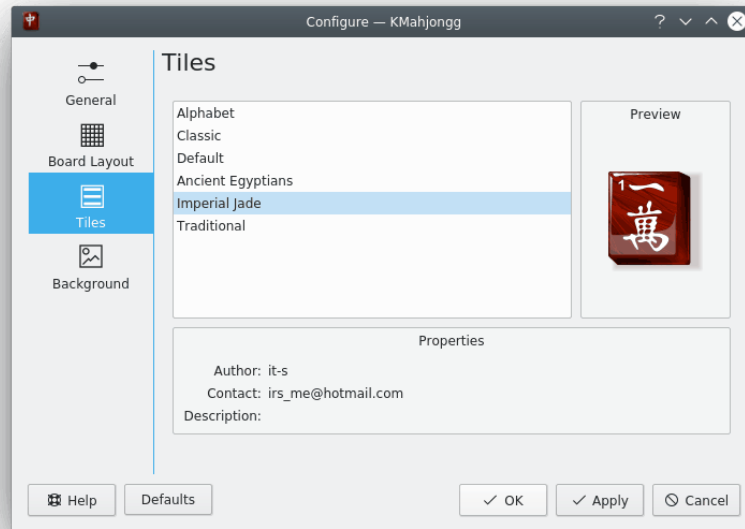 中
Configure — KMahjongg
?
Tiles
General
Board Layout
Tiles
Background
Alphabet
Classic
Default
Ancient Egyptians
Imperial Jade
Traditional
Preview
1 一
萬
Properties
Author: it-s
Contact: irs_me@hotmail.com
Description:
Help
Defaults
OK
Apply
Cancel